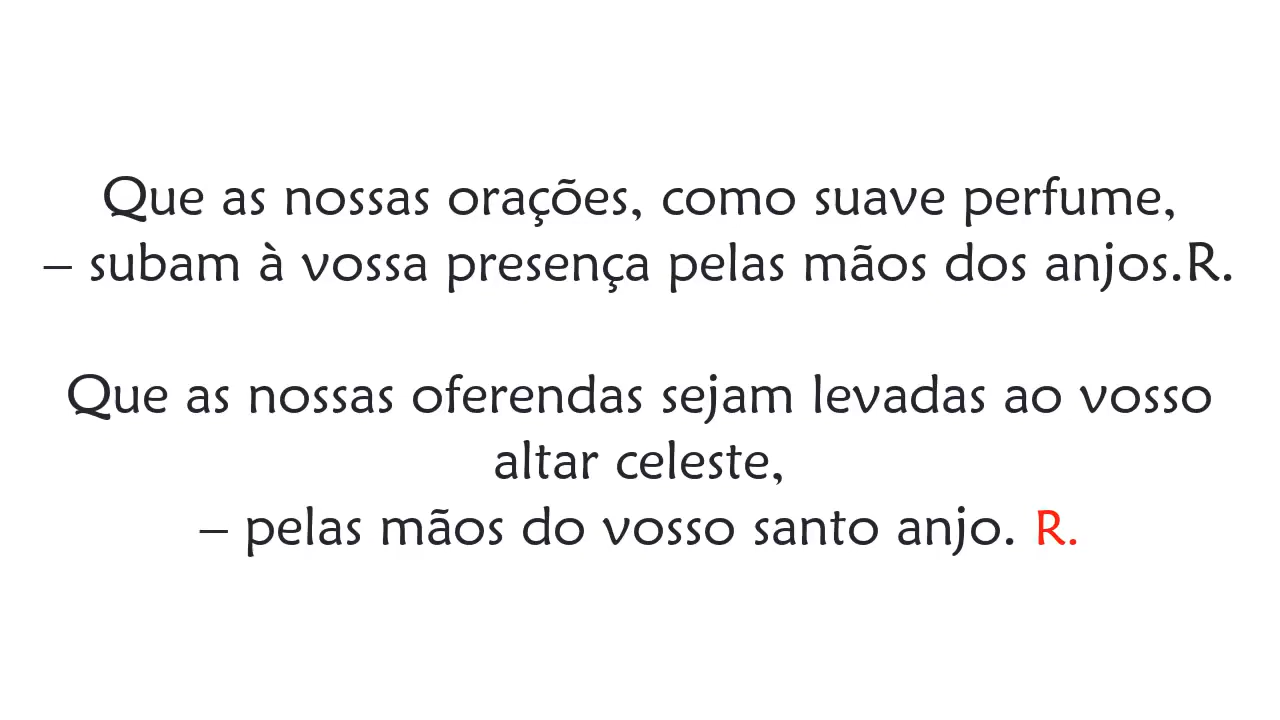 Que as nossas orações, como suave perfume,
– subam à vossa presença pelas mãos dos anjos.R.
Que as nossas oferendas sejam levadas ao vosso
altar celeste,
– pelas mãos do vosso santo anjo. R.